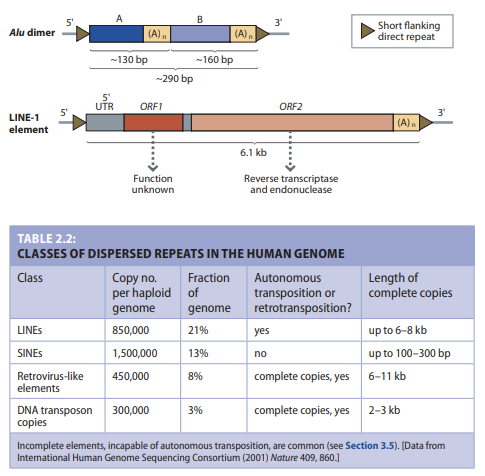 Alu dimer
5'
A
B
3'
(A)n
(A)n
~130 bp
~160 bp
~290 bp
Short flanking
direct repeat
LINE-1
element
5'
5'
UTR
ORF1
ORF2
3'
(A)n
6.1 kb
Function
unknown
Reverse transcriptase
and endonuclease
TABLE 2.2:
CLASSES OF DISPERSED REPEATS IN THE HUMAN GENOME
Class
Copy no.
per haploid
genome
Fraction
of
genome
Autonomous
transposition or
retrotransposition?
Length of
complete copies
LINEs 850,000 21% yes up to 6–8 kb
SINEs 1,500,000 13% no up to 100–300 bp
Retrovirus-like
elements
450,000 8% complete copies, yes 6–11 kb
DNA transposon
copies
300,000 3% complete copies, yes 2–3 kb
Incomplete elements, incapable of autonomous transposition, are common (see Section 3.5). [Data from
International Human Genome Sequencing Consortium (2001) Nature 409, 860.]